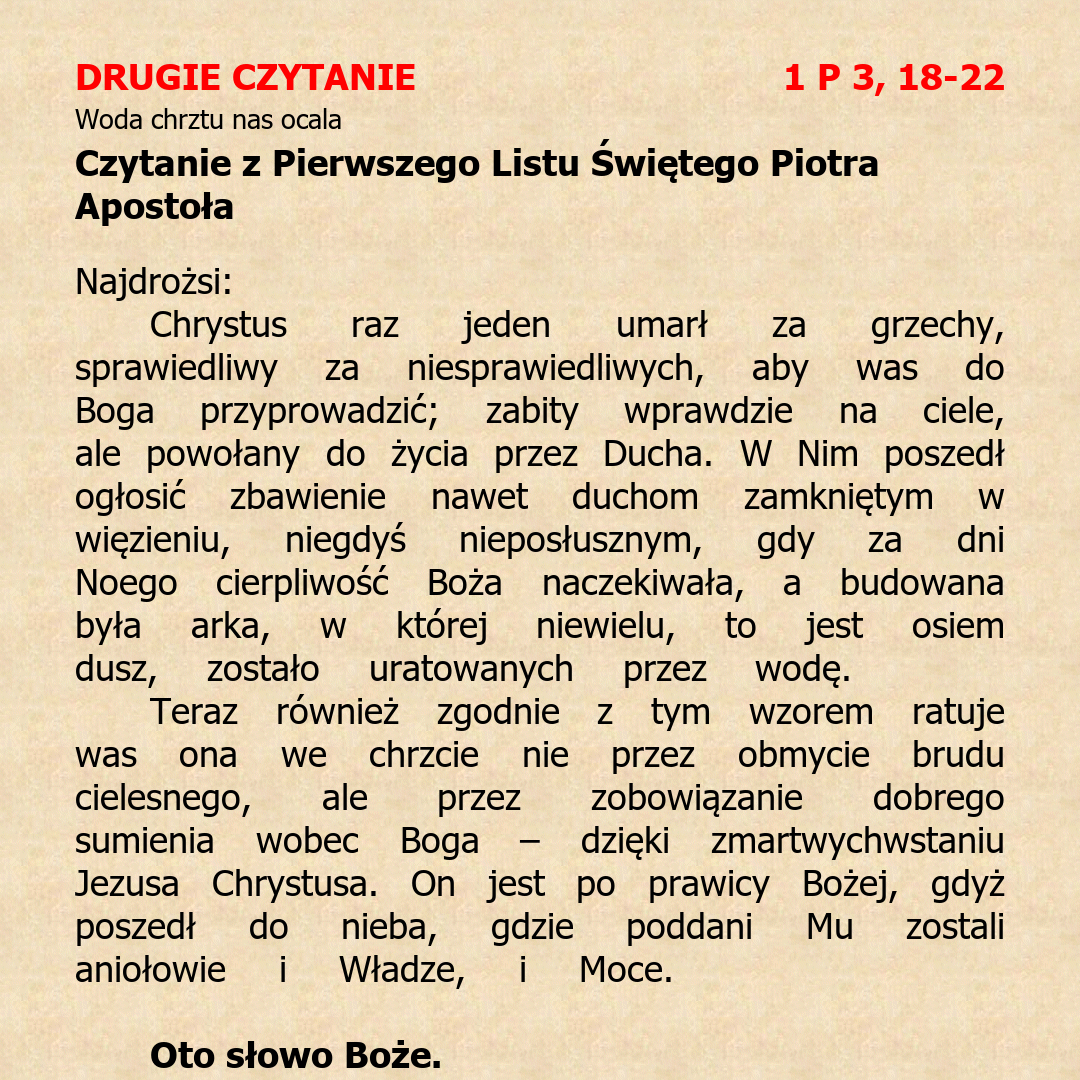 DRUGIE CZYTANIE 1 P 3, 18-22
Woda chrztu nas ocala
Czytanie z Pierwszego Listu Świętego Piotra
Apostoła
Najdrożsi:
Chrystus raz jeden umarł za grzechy,
sprawiedliwy za niesprawiedliwych, aby was do
Boga przyprowadzić; zabity wprawdzie na ciele,
ale powołany do życia przez Ducha. W Nim poszedł
ogłosić zbawienie nawet duchom zamkniętym w
więzieniu, niegdyś nieposłusznym, gdy za dni
Noego cierpliwość Boża naczekiwała, a budowana
była arka, w której niewielu, to jest osiem
dusz, zostało uratowanych przez wodę.
Teraz również zgodnie z tym wzorem ratuje
was ona we chrzcie nie przez obmycie brudu
cielesnego, ale przez zobowiązanie dobrego
sumienia wobec Boga – dzięki zmartwychwstaniu
Jezusa Chrystusa. On jest po prawicy Bożej, gdyż
poszedł do nieba, gdzie poddani Mu zostali
aniołowie i Władze, i Moce.
Oto słowo Boże.